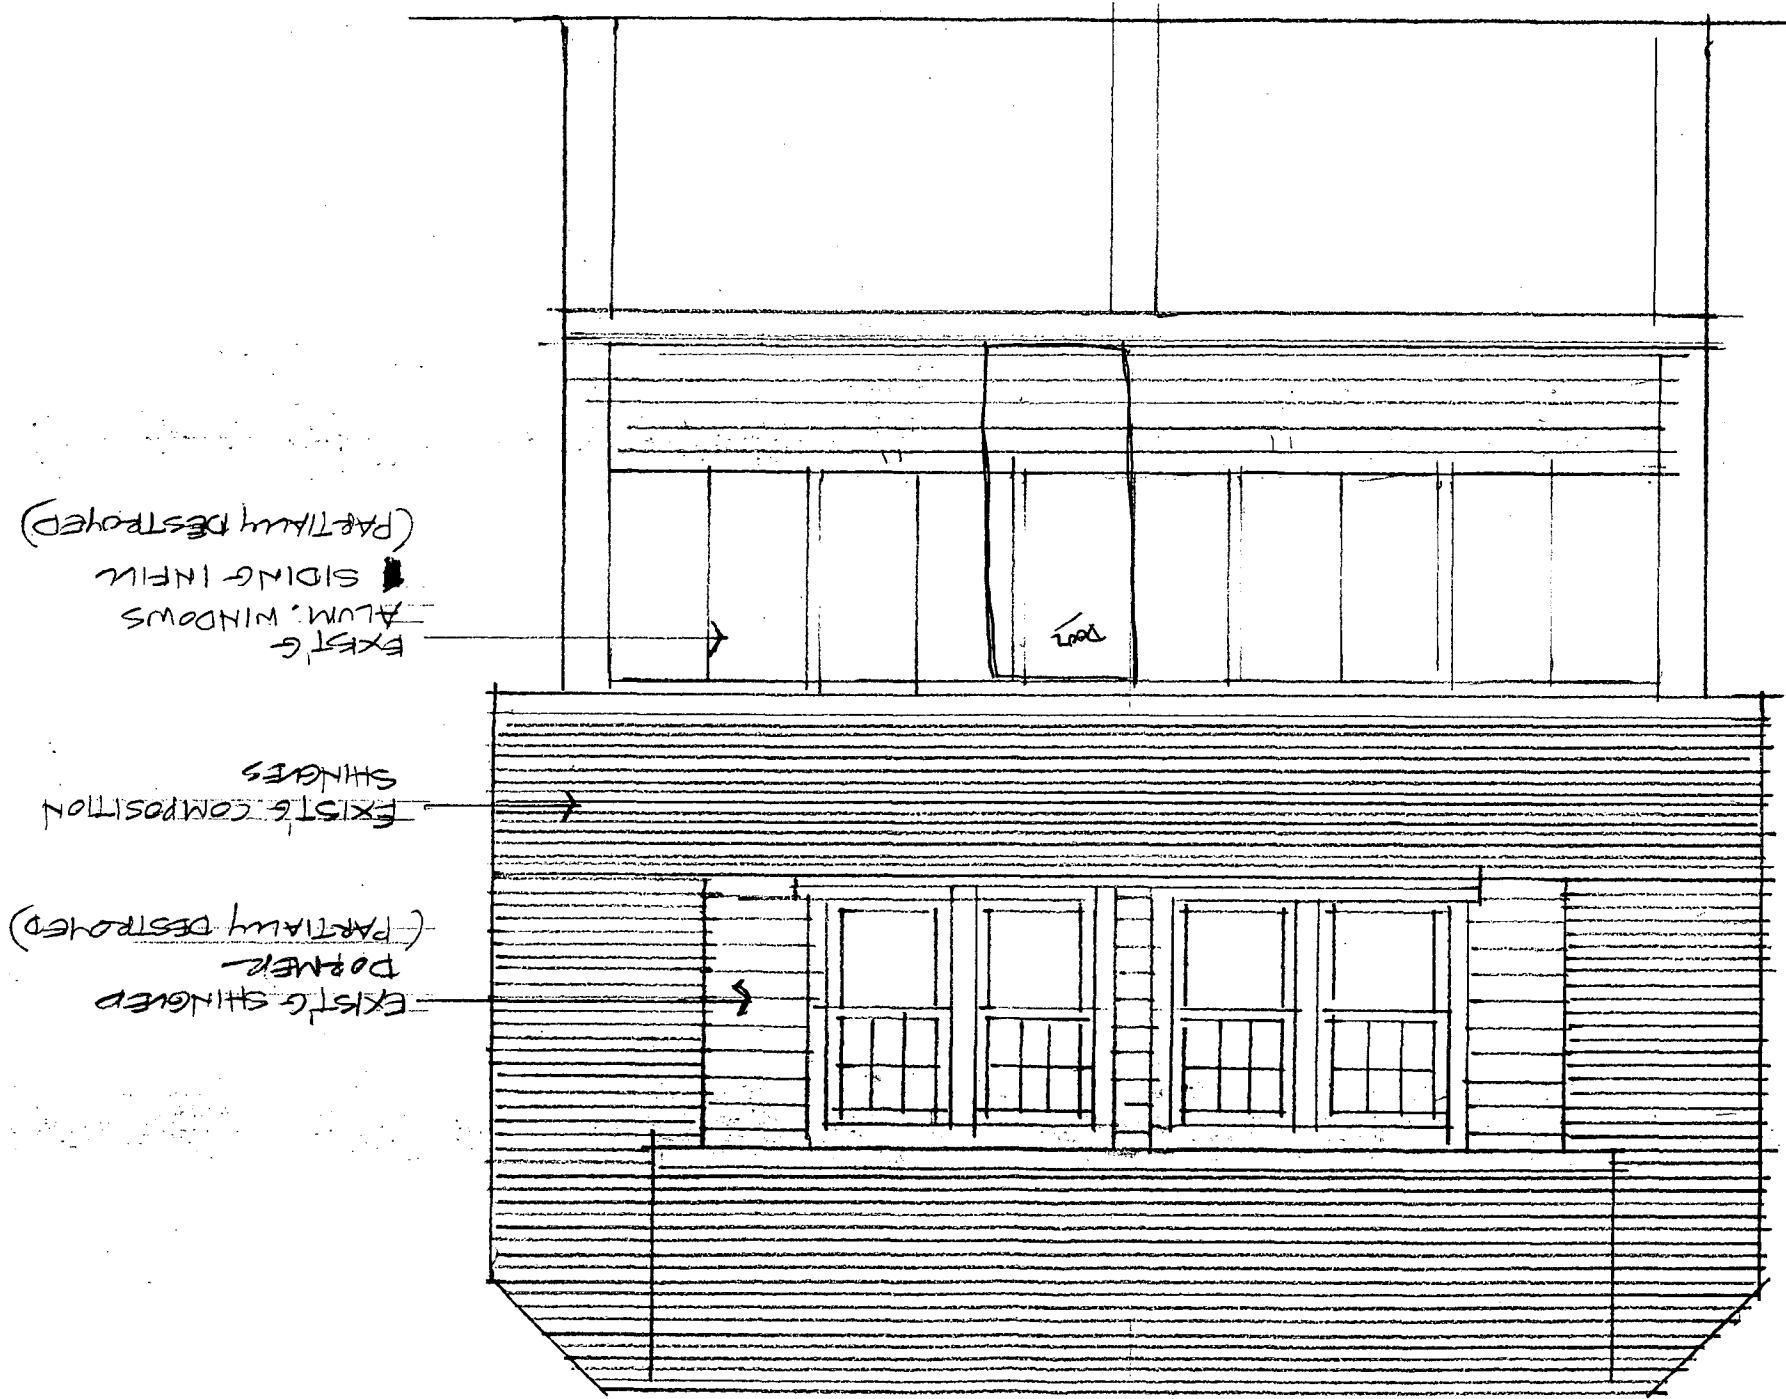 EXIST'G SHINGLED
DORMER
(PARTIALLY DESTROYED)
EXIST'G COMPOSITION
SHINGLES
EXIST'G
ALUM. WINDOWS
SIDING INFILL
(PARTIALLY DESTROYED)
Door